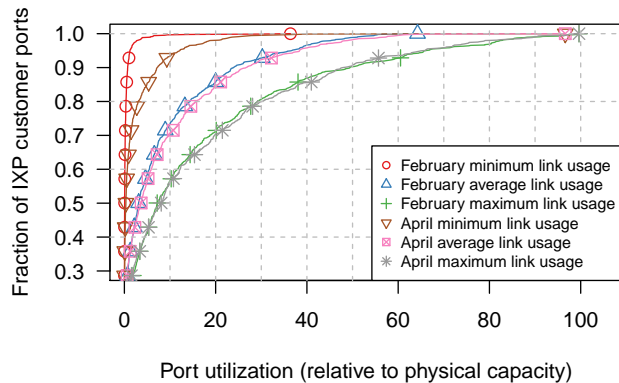 Fraction of IXP customer ports
1.0
0.9
0.8
0.7
0.6
0.5
0.4
0.3
February minimum link usage
February average link usage
February maximum link usage
April minimum link usage
April average link usage
April maximum link usage
0 20 40 60 80 100
Port utilization (relative to physical capacity)